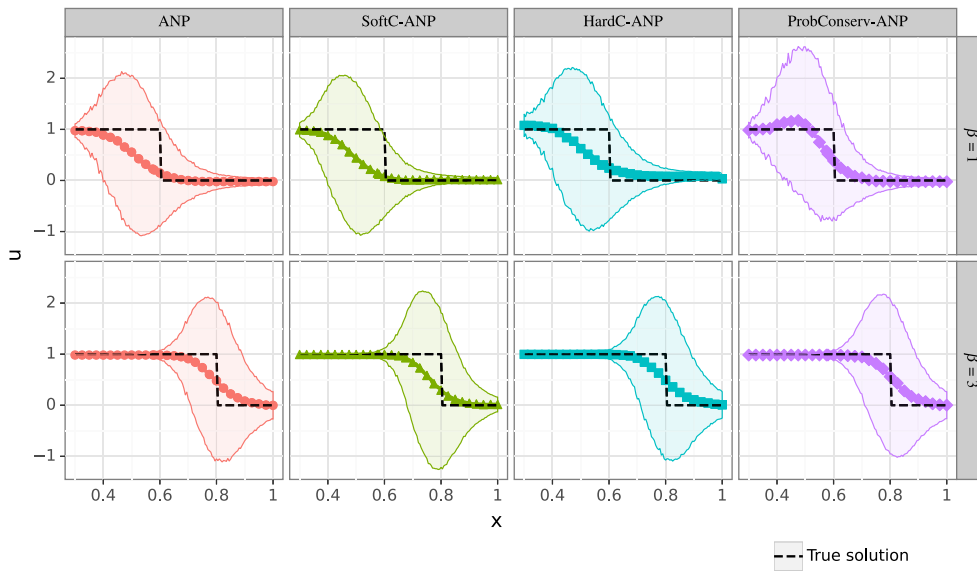 ANP SoftC-ANP HardC-ANP ProbConserv-ANP
2
1
0
−1
β = 1
u
2
1
0
−1
β = 3
0.4 0.6 0.8 1 0.4 0.6 0.8 1 0.4 0.6 0.8 1 0.4 0.6 0.8 1
x
True solution